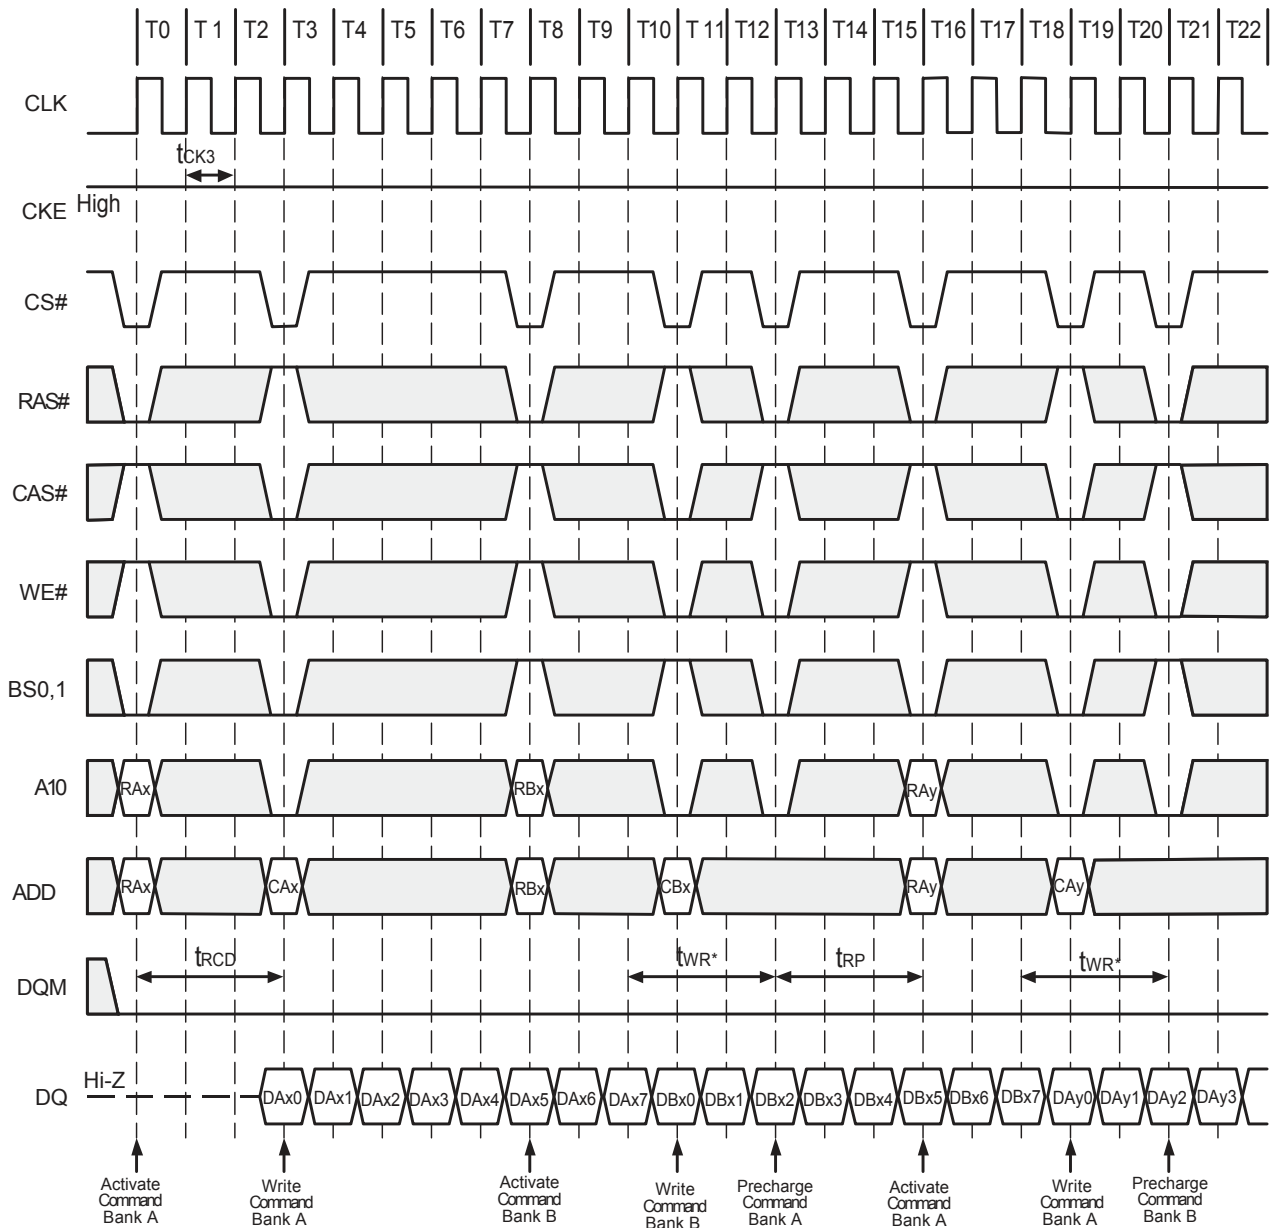 T0 T 1 T2 T3 T4 T5 T6 T7 T8 T9 T10 T 11 T12 T13 T14 T15 T16 T17 T18 T19 T20 T21 T22
CLK
tCK3
CKE High
CS#
RAS#
CAS#
WE#
BS0,1
A10 RAx RBx RAy
ADD RAx CAx RBx CBx RAy CAy
DQM tRCD tWR* tRP tWR*
Hi-Z
DQ DAx0 DAx1 DAx2 DAx3 DAx4 DAx5 DAx6 DAx7 DBx0 DBx1 DBx2 DBx3 DBx4 DBx5 DBx6 DBx7 DAy0 DAy1 DAy2 DAy3
Activate
Command
Bank A
Write
Command
Bank A
Activate
Command
Bank B
Write
Command
Bank B
Precharge
Command
Bank A
Activate
Command
Bank A
Write
Command
Bank A
Precharge
Command
Bank B